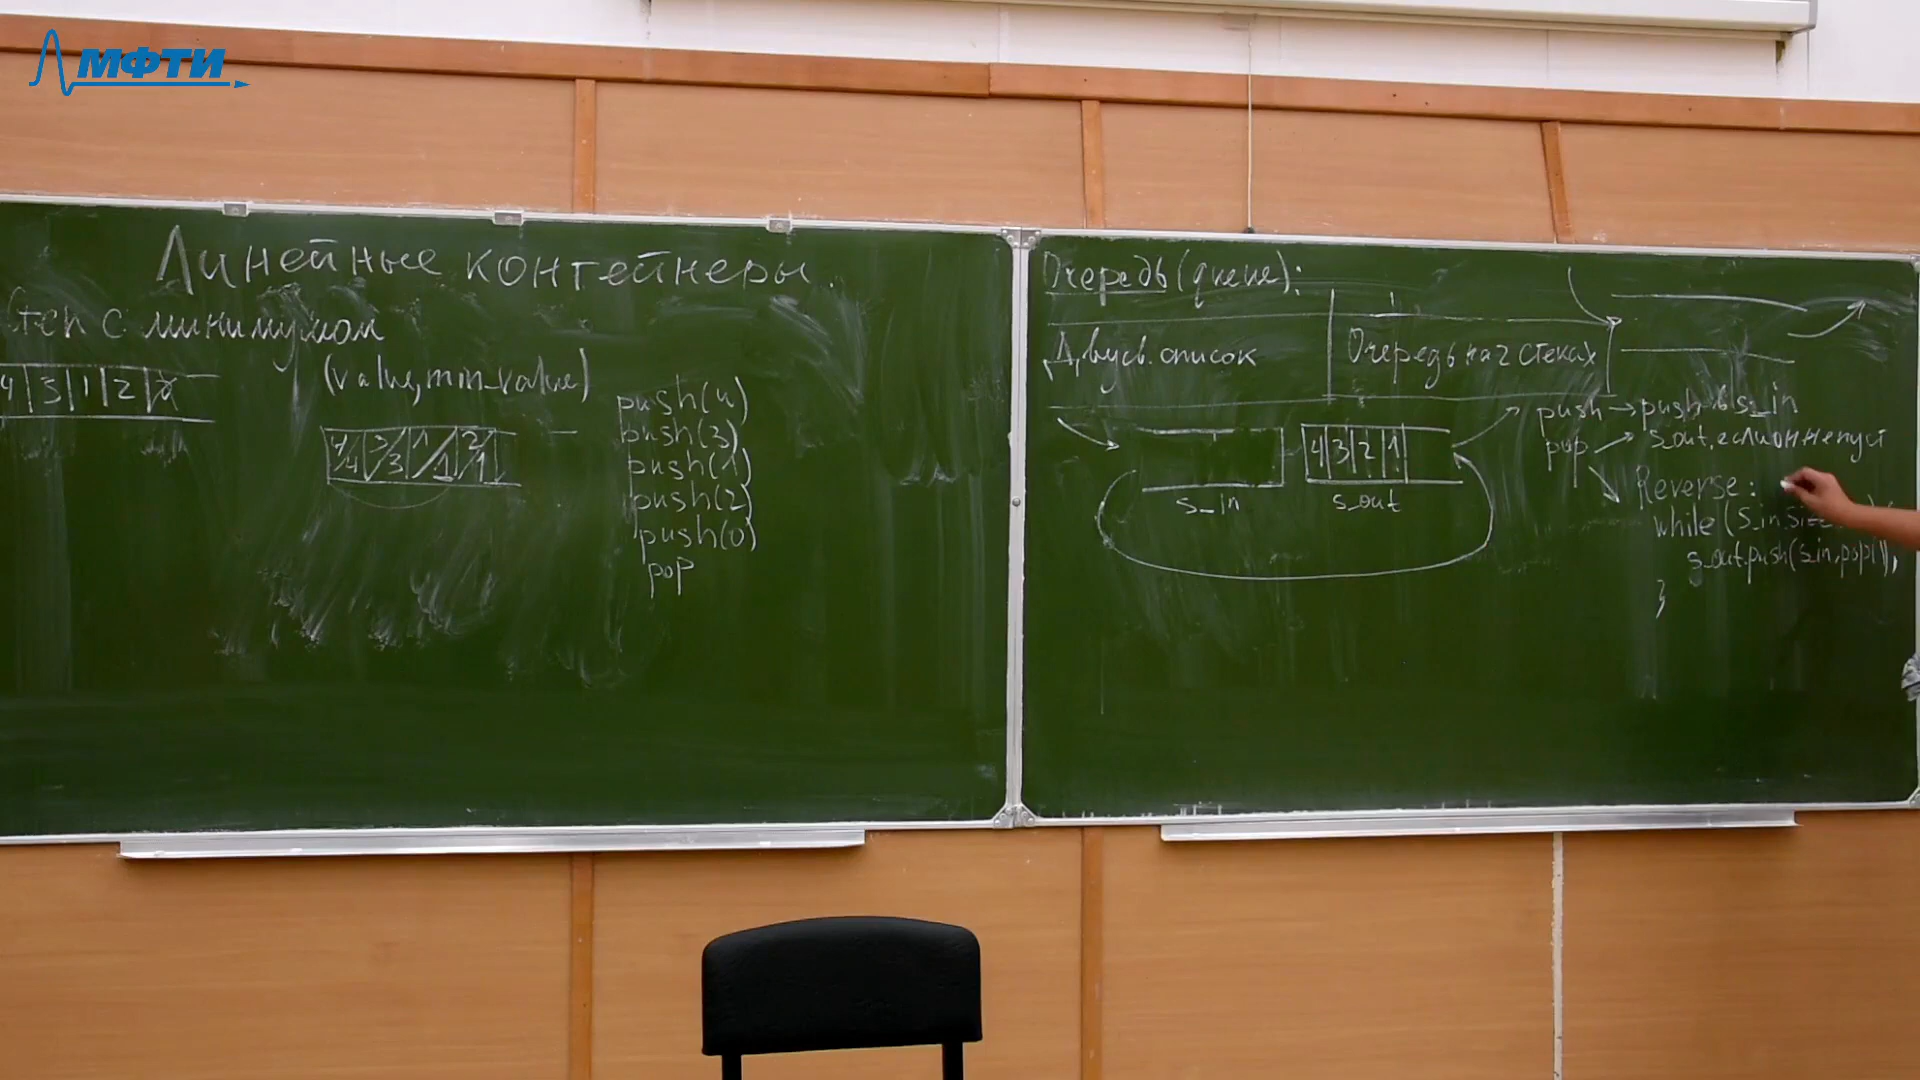 МФТИ
Линейные контейнеры.
Стек с минимумом
4|3|1|2|
(value, min_value)
4/4 3/3 1/1 2/1
push(4)
push(3)
push(1)
push(2)
push(0)
pop
Очередь (queue):
Двусв. список
Очередь на 2 стеках
4|3|2|1|
s_in
s_out
push → push в s_in
pop → s_out, если он не пуст
Reverse:
while (s_in.size
s_out.push(s_in.pop());
}